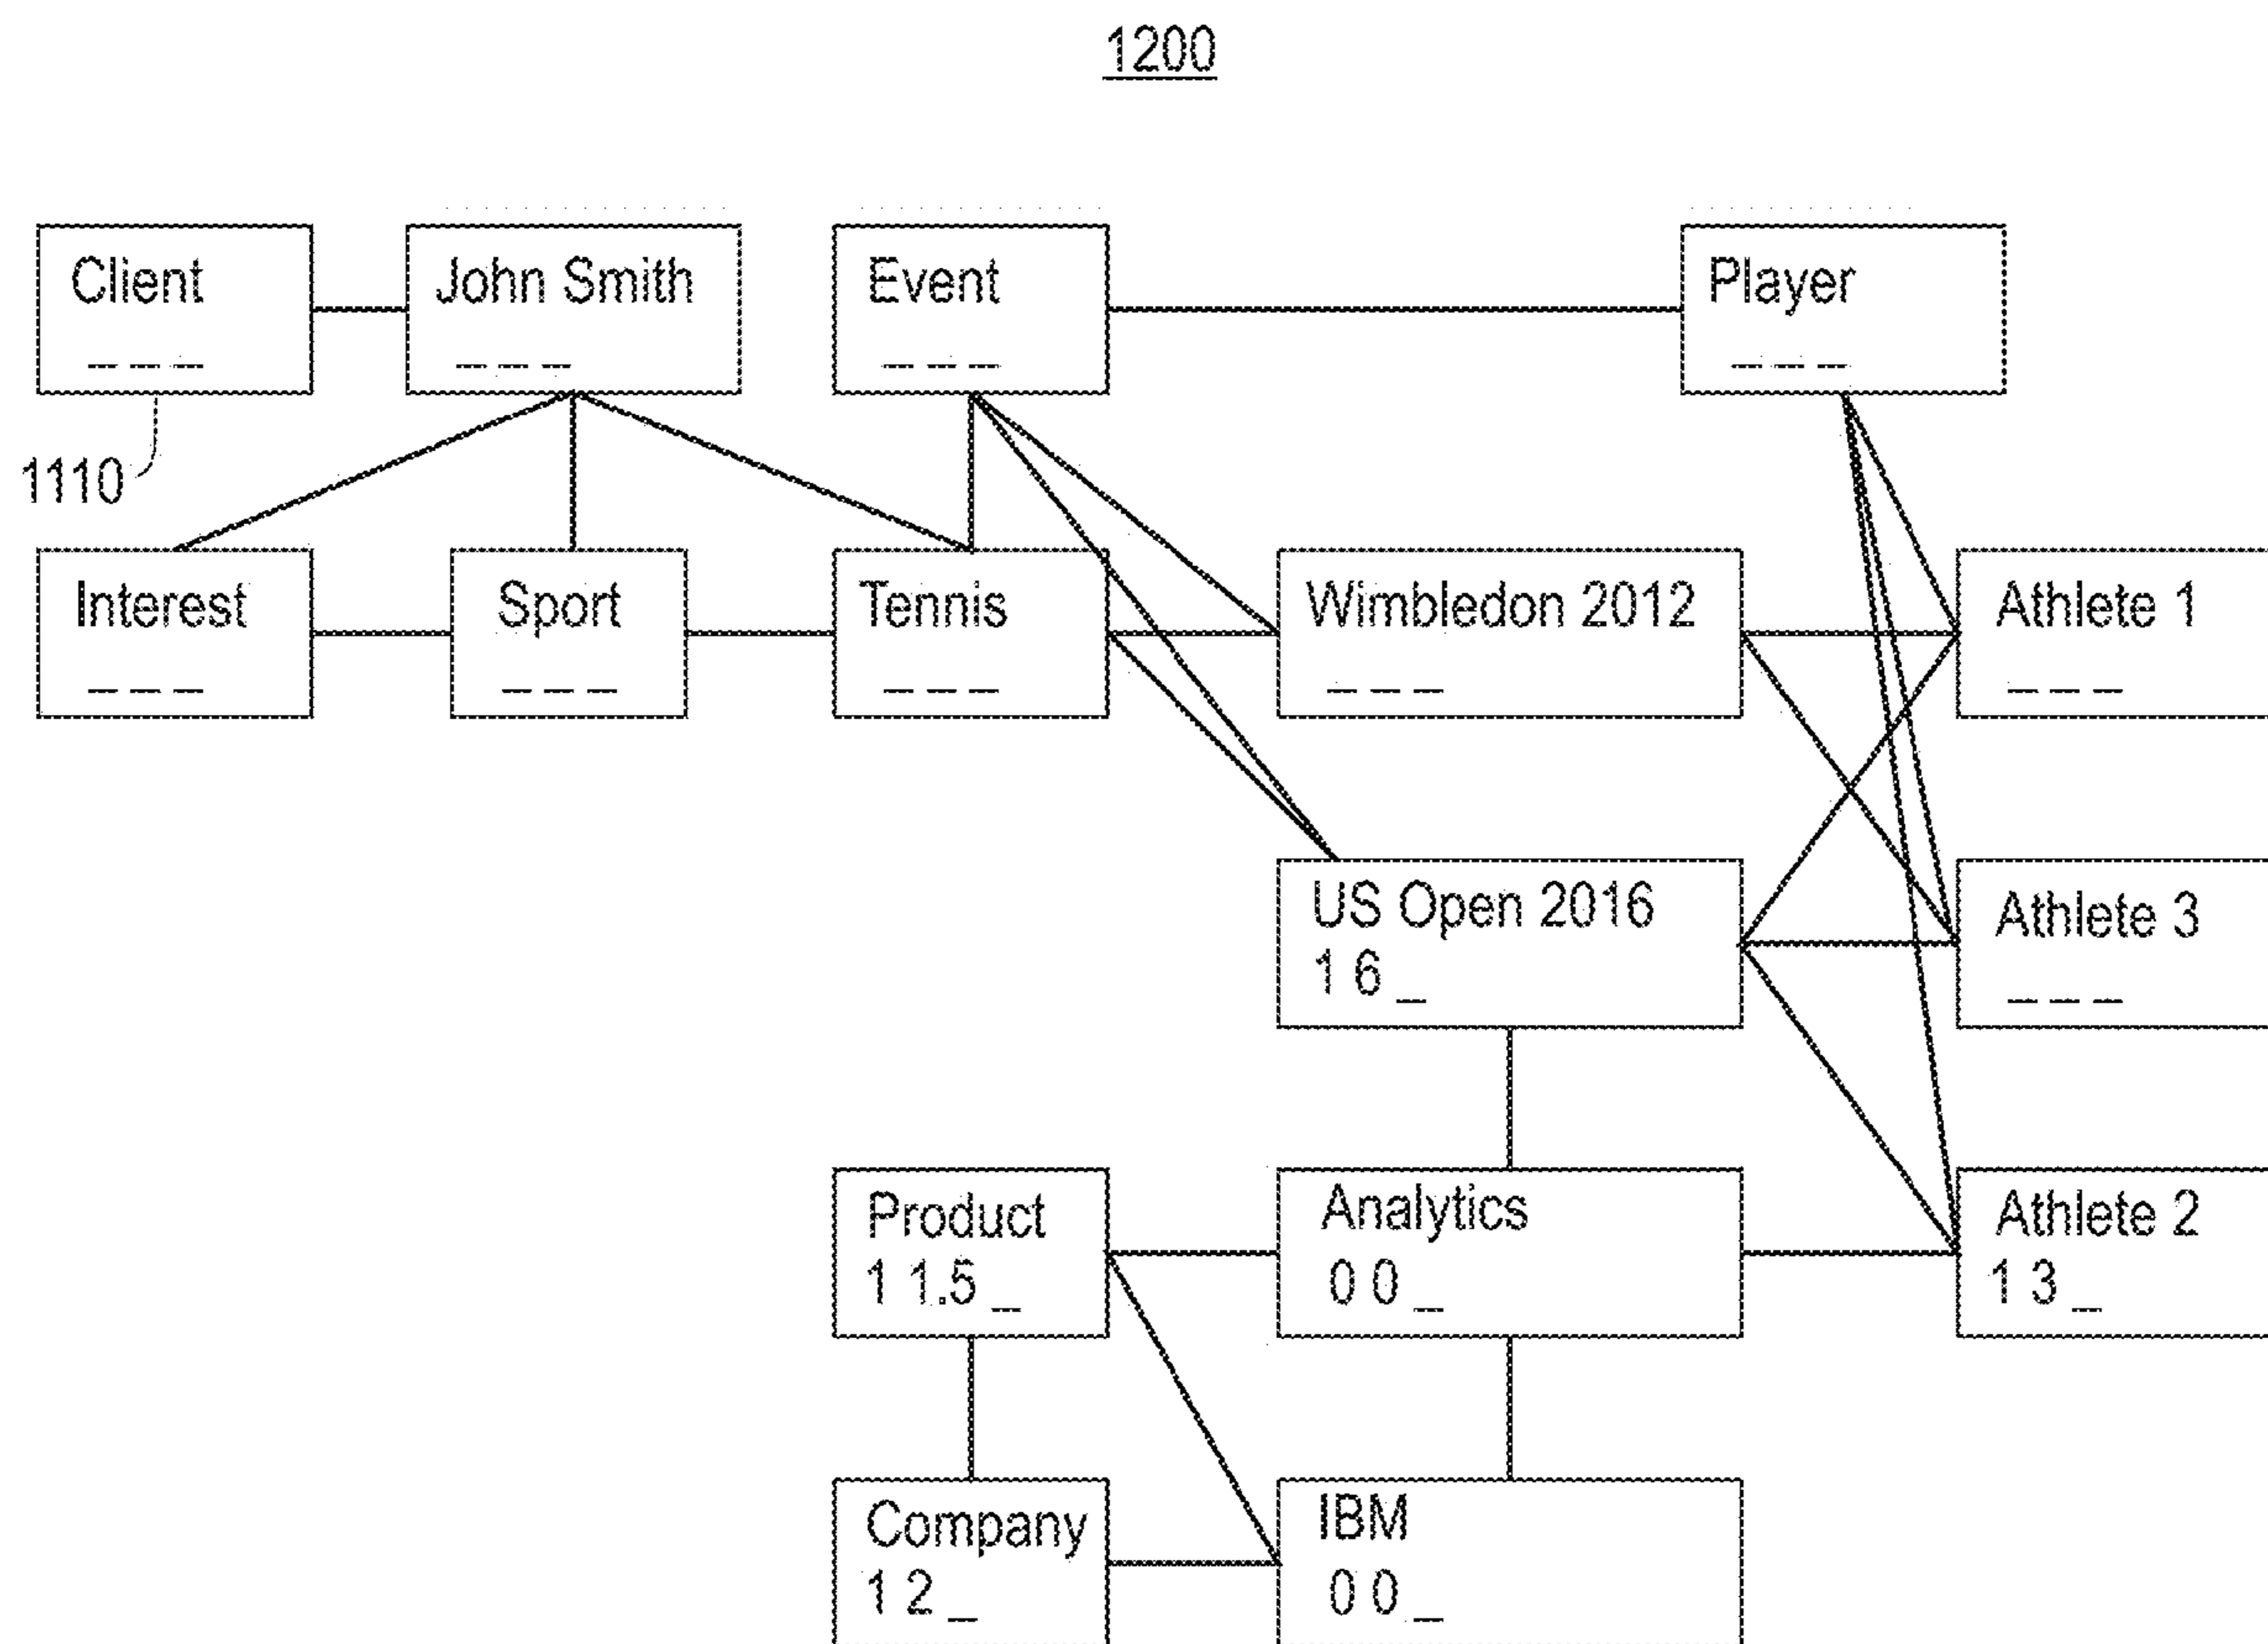 1200
Client
_ _ _
John Smith
_ _ _
Event
_ _ _
Player
_ _ _
1110
Interest
_ _ _
Sport
_ _ _
Tennis
_ _ _
Wimbledon 2012
_ _ _
Athlete 1
_ _ _
US Open 2016
1 6 _
Athlete 3
_ _ _
Product
1 1.5 _
Analytics
0 0 _
Athlete 2
1 3 _
Company
1 2 _
IBM
0 0 _